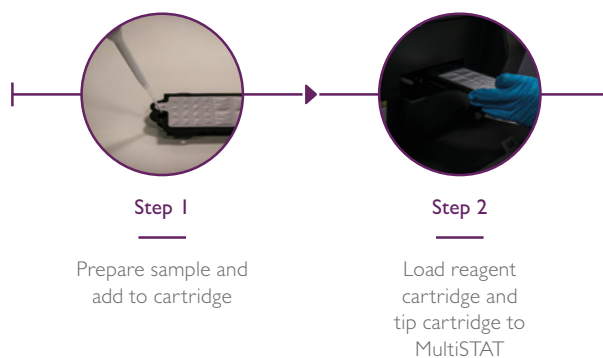 Step 1
Prepare sample and
add to cartridge
Step 2
Load reagent
cartridge and
tip cartridge to
MultiSTAT